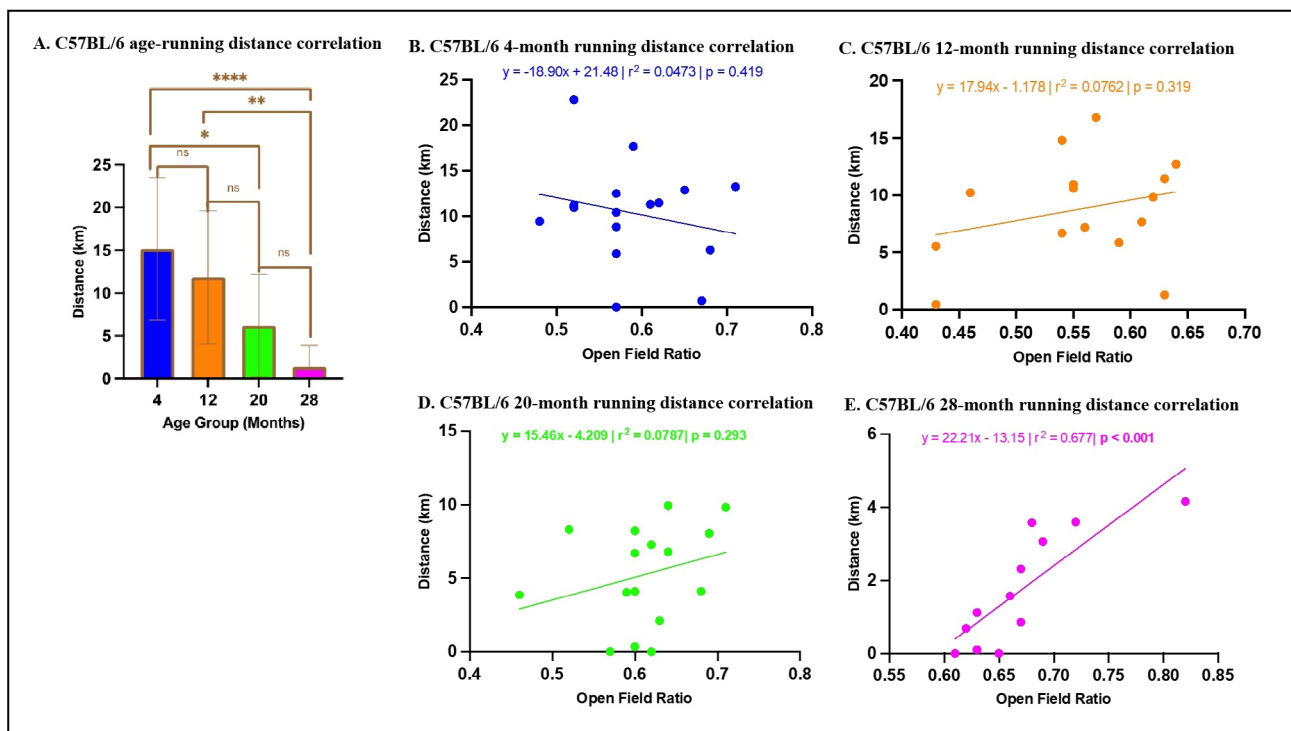 A. C57BL/6 age-running distance correlation
****
**
*
ns
ns
ns
25
20
15
10
5
0
Distance (km)
4 12 20 28
Age Group (Months)
B. C57BL/6 4-month running distance correlation
y = -18.90x + 21.48 | r² = 0.0473 | p = 0.419
25
20
15
10
5
0
Distance (km)
0.4 0.5 0.6 0.7 0.8
Open Field Ratio
C. C57BL/6 12-month running distance correlation
y = 17.94x - 1.178 | r² = 0.0762 | p = 0.319
20
15
10
5
0
Distance (km)
0.40 0.45 0.50 0.55 0.60 0.65 0.70
Open Field Ratio
D. C57BL/6 20-month running distance correlation
y = 15.46x - 4.209 | r² = 0.0787| p = 0.293
15
10
5
0
Distance (km)
0.4 0.5 0.6 0.7 0.8
Open Field Ratio
E. C57BL/6 28-month running distance correlation
y = 22.21x - 13.15 | r² = 0.677| p < 0.001
6
4
2
0
Distance (km)
0.55 0.60 0.65 0.70 0.75 0.80 0.85
Open Field Ratio